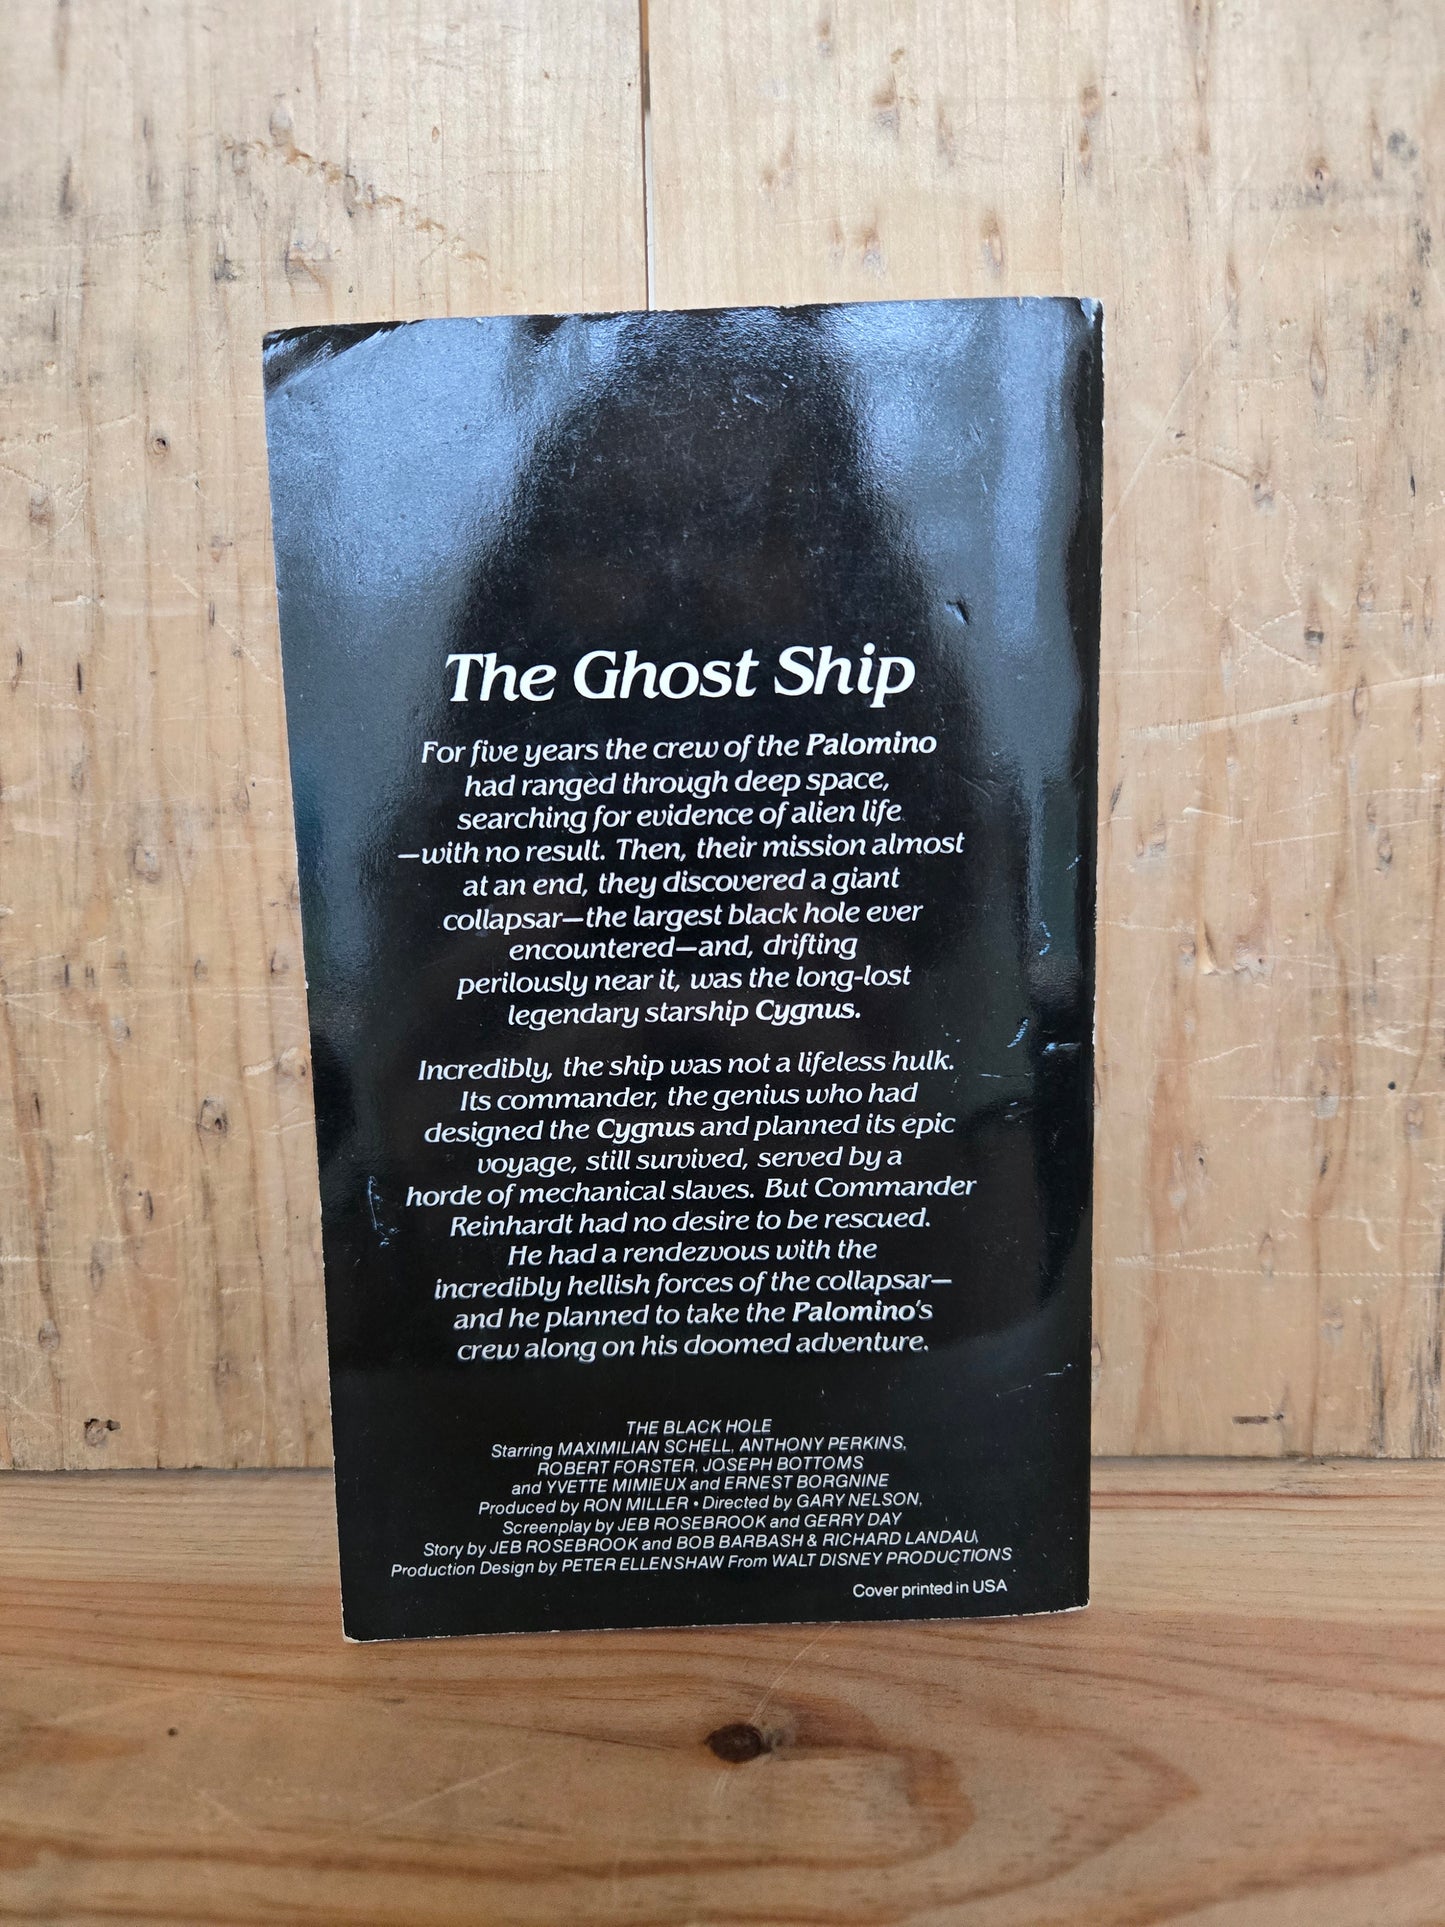 The Ghost Ship
For five years the crew of the Palomino
had ranged through deep space,
searching for evidence of alien life
—with no result. Then, their mission almost
at an end, they discovered a giant
collapsar—the largest black hole ever
encountered—and, drifting
perilously near it, was the long-lost
legendary starship Cygnus.
Incredibly, the ship was not a lifeless hulk.
Its commander, the genius who had
designed the Cygnus and planned its epic
voyage, still survived, served by a
horde of mechanical slaves. But Commander
Reinhardt had no desire to be rescued.
He had a rendezvous with the
incredibly hellish forces of the collapsar—
and he planned to take the Palomino's
crew along on his doomed adventure.
THE BLACK HOLE
Starring MAXIMILIAN SCHELL, ANTHONY PERKINS,
ROBERT FORSTER, JOSEPH BOTTOMS
and YVETTE MIMIEUX and ERNEST BORGNINE
Produced by RON MILLER • Directed by GARY NELSON,
Screenplay by JEB ROSEBROOK and GERRY DAY
Story by JEB ROSEBROOK and BOB BARBASH & RICHARD LANDAU,
Production Design by PETER ELLENSHAW From WALT DISNEY PRODUCTIONS
Cover printed in USA